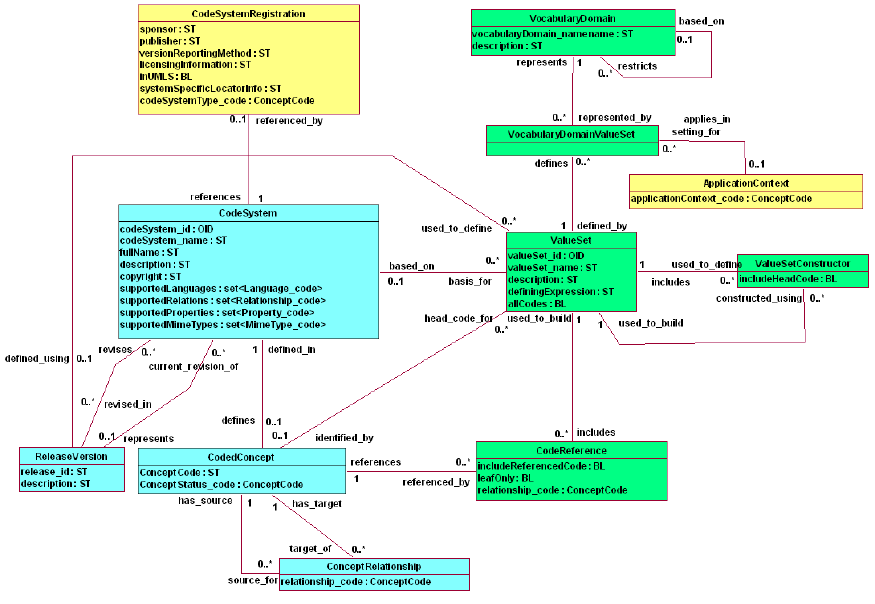 CodeSystemRegistration
sponsor : ST
publisher : ST
versionReportingMethod : ST
licensingInformation : ST
inUMLS : BL
systemSpecificLocatorInfo : ST
codeSystemType_code : ConceptCode
0..1 referenced_by
references 1
VocabularyDomain
vocabularyDomain_namename : ST
description : ST
based_on
0..1
represents 1
0..* restricts
0..* represented_by
VocabularyDomainValueSet
applies_in
setting_for
0..*
0..1
defines 0..*
ApplicationContext
applicationContext_code : ConceptCode
CodeSystem
codeSystem_id : OID
codeSystem_name : ST
fullName : ST
description : ST
copyright : ST
supportedLanguages : set<Language_code>
supportedRelations : set<Relationship_code>
supportedProperties : set<Property_code>
supportedMimeTypes : set<MimeType_code>
0..*
used_to_define
1 defined_by
ValueSet
valueSet_id : OID
valueSet_name : ST
description : ST
definingExpression : ST
allCodes : BL
based_on
0..1 basis_for
1 used_to_define
includes 0..*
ValueSetConstructor
includeHeadCode : BL
constructed_using 0..*
head_code_for used_to_build
0..*
1 1 used_to_build
defined_using 0..1
revises 0..*
0..*
current_revision_of
1 defined_in
0..* revised_in
0..1 represents
defines 0..1
0..1 identified_by
0..* includes
ReleaseVersion
release_id : ST
description : ST
CodedConcept
ConceptCode : ST
ConceptStatus_code : ConceptCode
references 0..*
1 referenced_by
CodeReference
includeReferencedCode : BL
leafOnly : BL
relationship_code : ConceptCode
has_source 1
1 has_target
target_of 0..*
0..*
source_for
ConceptRelationship
relationship_code : ConceptCode